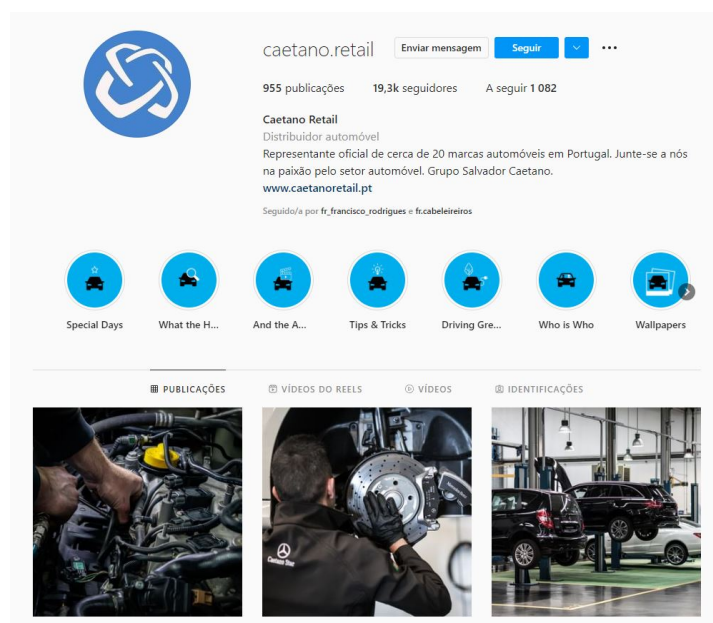 caetano.retail Enviar mensagem Seguir
955 publicações 19,3k seguidores A seguir 1 082
Caetano Retail
Distribuidor automóvel
Representante oficial de cerca de 20 marcas automóveis em Portugal. Junte-se a nós
na paixão pelo setor automóvel. Grupo Salvador Caetano.
www.caetanoretail.pt
Seguido/a por fr_francisco_rodrigues e fr.cabeleireiros
Special Days What the H... And the A... Tips & Tricks Driving Gre... Who is Who Wallpapers
PUBLICAÇÕES VÍDEOS DO REELS VÍDEOS IDENTIFICAÇÕES
Caetano Star